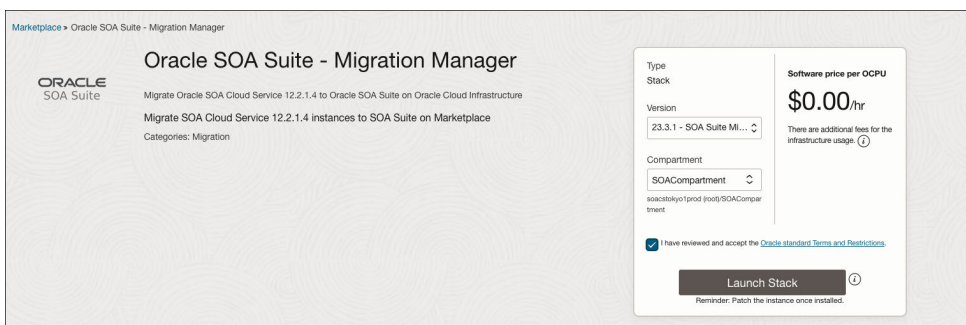 Marketplace » Oracle SOA Suite - Migration Manager
ORACLE
SOA Suite
Oracle SOA Suite - Migration Manager
Migrate Oracle SOA Cloud Service 12.2.1.4 to Oracle SOA Suite on Oracle Cloud Infrastructure
Migrate SOA Cloud Service 12.2.1.4 instances to SOA Suite on Marketplace
Categories: Migration
Type
Stack
Version
23.3.1 - SOA Suite Mi...
Compartment
SOACompartment
soacstokyo1prod (root)/SOACompar
tment
Software price per OCPU
$0.00/hr
There are additional fees for the
infrastructure usage. i
I have reviewed and accept the Oracle standard Terms and Restrictions.
Launch Stack i
Reminder: Patch the instance once installed.